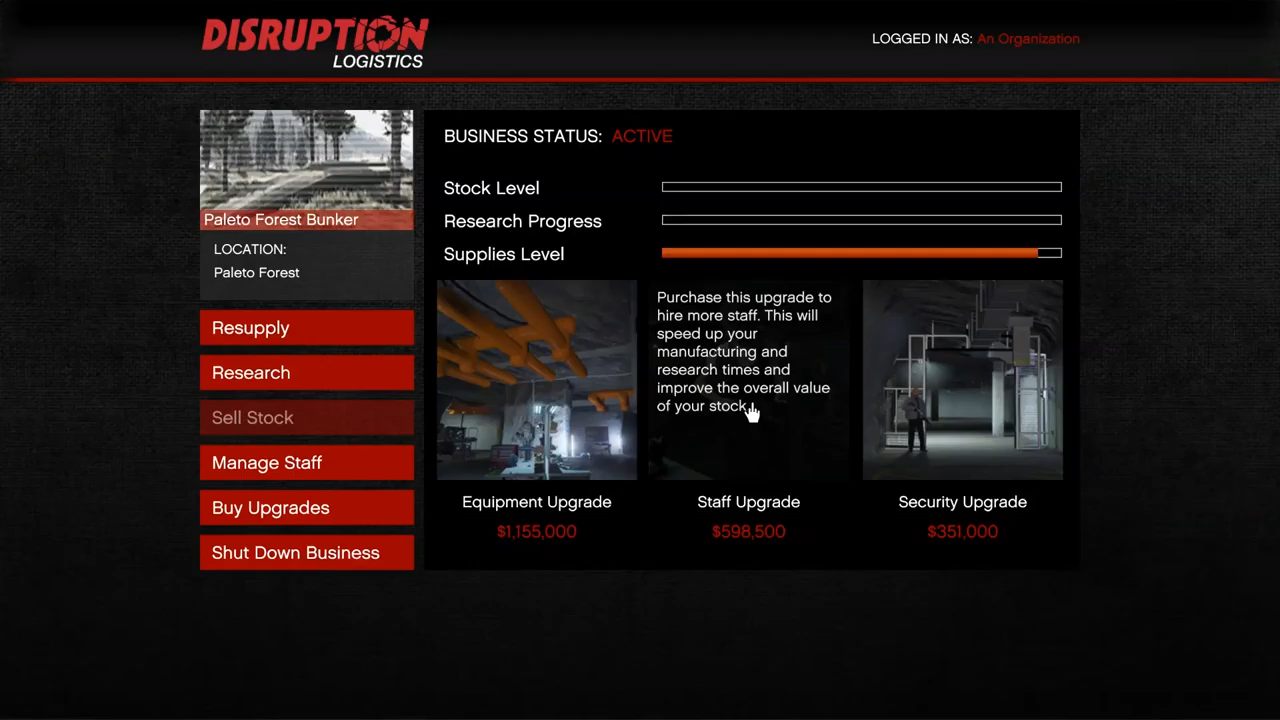 DISRUPTION
LOGISTICS
LOGGED IN AS: An Organization
Paleto Forest Bunker
LOCATION:
Paleto Forest
Resupply
Research
Sell Stock
Manage Staff
Buy Upgrades
Shut Down Business
BUSINESS STATUS: ACTIVE
Stock Level
Research Progress
Supplies Level
Purchase this upgrade to
hire more staff. This will
speed up your
manufacturing and
research times and
improve the overall value
of your stock.
Equipment Upgrade
$1,155,000
Staff Upgrade
$598,500
Security Upgrade
$351,000